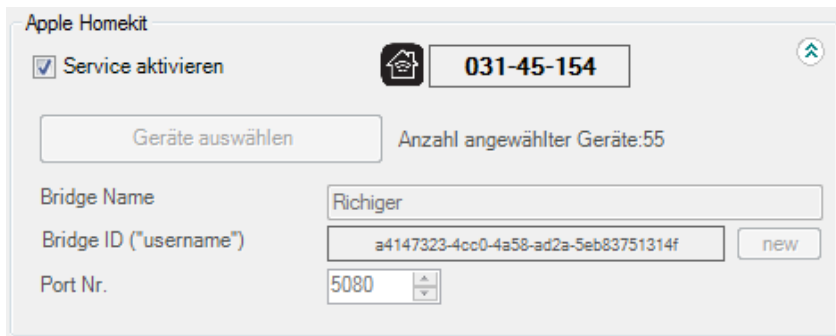 Apple Homekit
Service aktivieren
031-45-154
Geräte auswählen
Anzahl angewählter Geräte:55
Bridge Name
Richiger
Bridge ID ("username")
a4147323-4cc0-4a58-ad2a-5eb83751314f
new
Port Nr.
5080